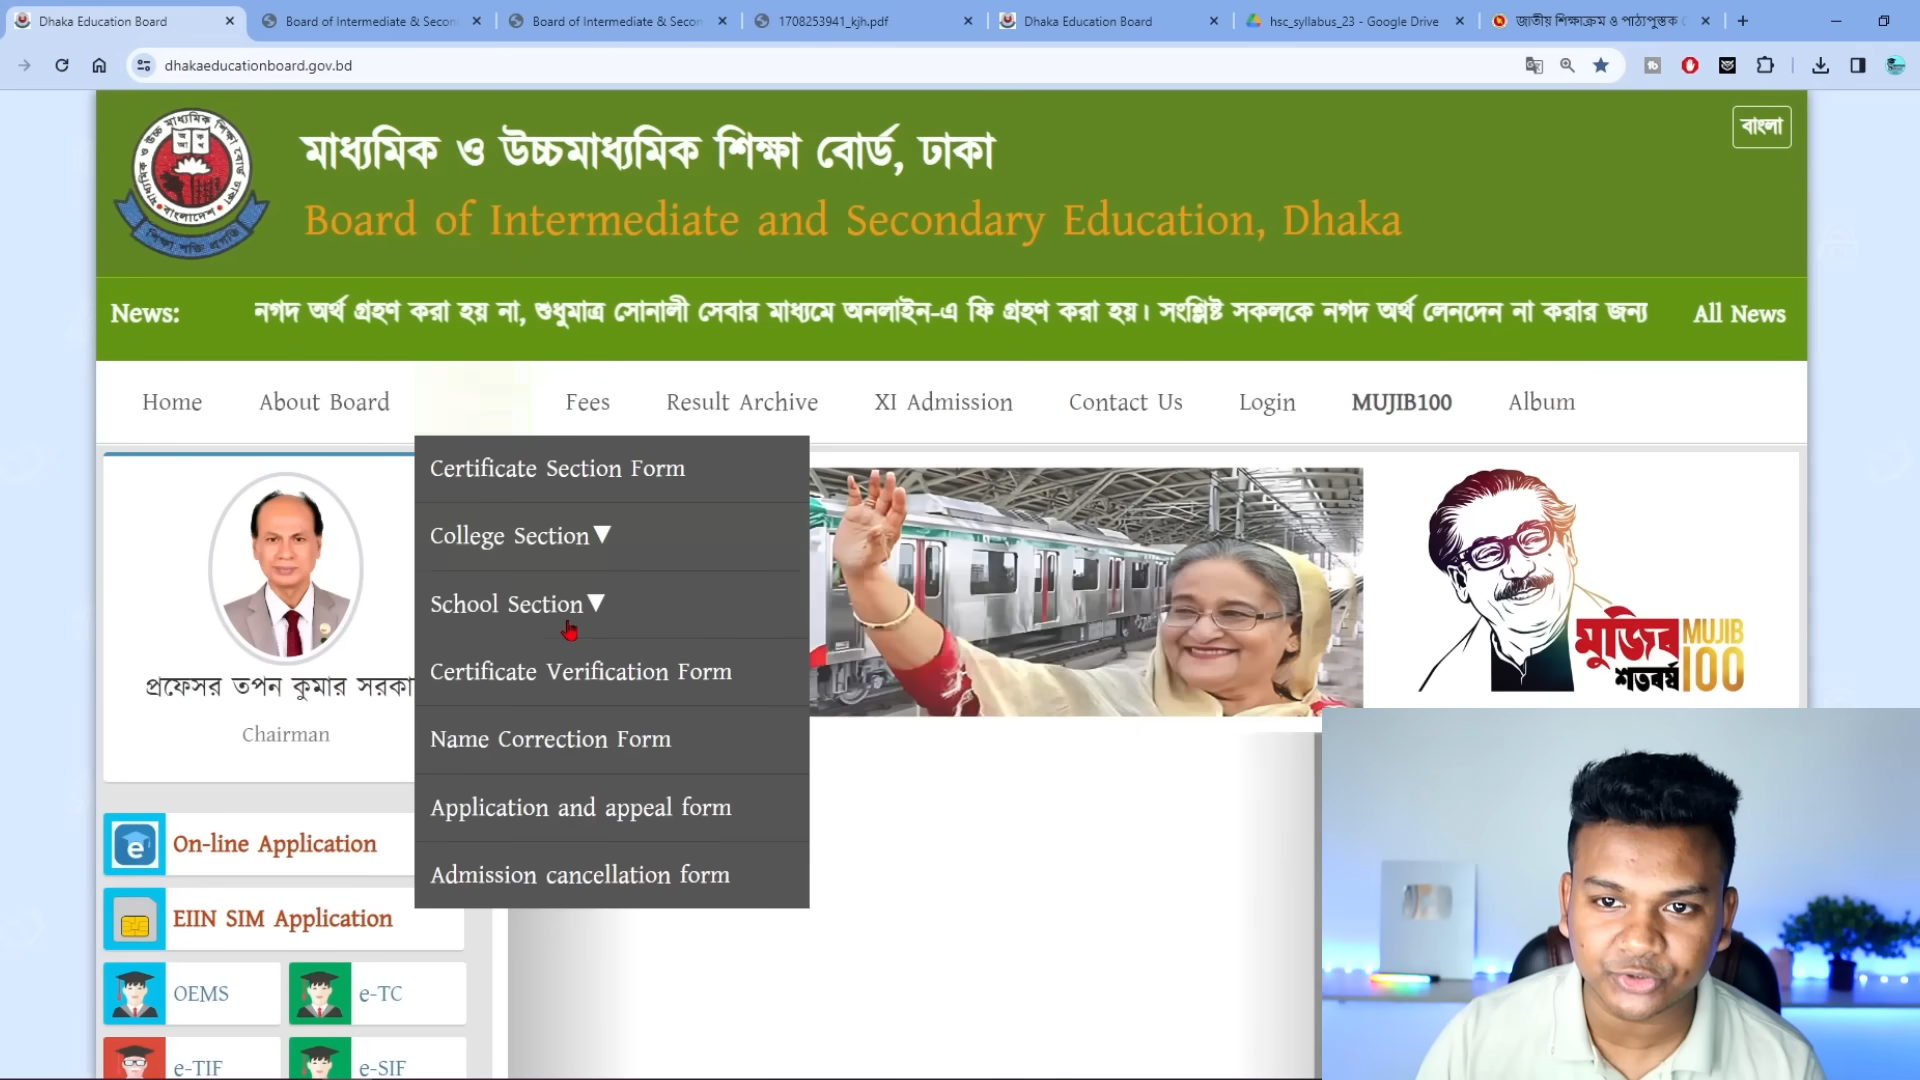 Dhaka Education Board
Board of Intermediate & Secon
Board of Intermediate & Secon
1708253941_kjh.pdf
Dhaka Education Board
hsc_syllabus_23 - Google Drive
জাতীয় শিক্ষাক্রম ও পাঠ্যপুস্তক
dhakaeducationboard.gov.bd
বাংলা
মাধ্যমিক ও উচ্চমাধ্যমিক শিক্ষা বোর্ড, ঢাকা
Board of Intermediate and Secondary Education, Dhaka
News:
নগদ অর্থ গ্রহণ করা হয় না, শুধুমাত্র সোনালী সেবার মাধ্যমে অনলাইন-এ ফি গ্রহণ করা হয়। সংশ্লিষ্ট সকলকে নগদ অর্থ লেনদেন না করার জন্য
All News
Home
About Board
Fees
Result Archive
XI Admission
Contact Us
Login
MUJIB100
Album
Certificate Section Form
College Section▼
School Section▼
Certificate Verification Form
Name Correction Form
Application and appeal form
Admission cancellation form
প্রফেসর তপন কুমার সরকা
Chairman
On-line Application
EIIN SIM Application
OEMS
e-TC
e-TIF
e-SIF
মুজিব
শতবর্ষ
MUJIB
100